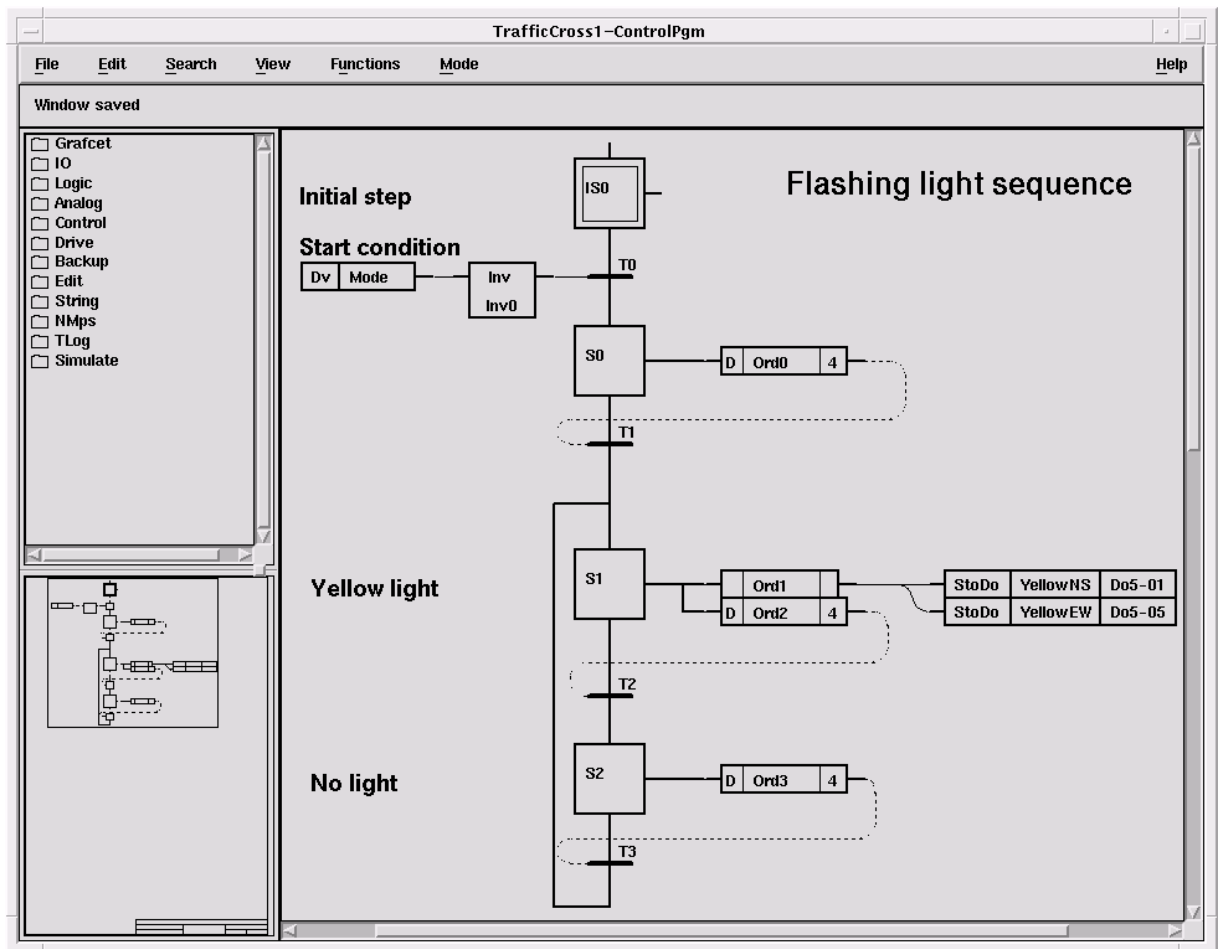 TrafficCross1-ControlPgm
File Edit Search View Functions Mode Help
Window saved
Grafcet
IO
Logic
Analog
Control
Drive
Backup
Edit
String
NMps
TLog
Simulate
Flashing light sequence
Initial step
IS0
Start condition
T0
Dv Mode
Inv
Inv0
S0
D Ord0 4
T1
Yellow light
S1
Ord1
StoDo YellowNS Do5-01
D Ord2 4
StoDo YellowEW Do5-05
T2
No light
S2
D Ord3 4
T3